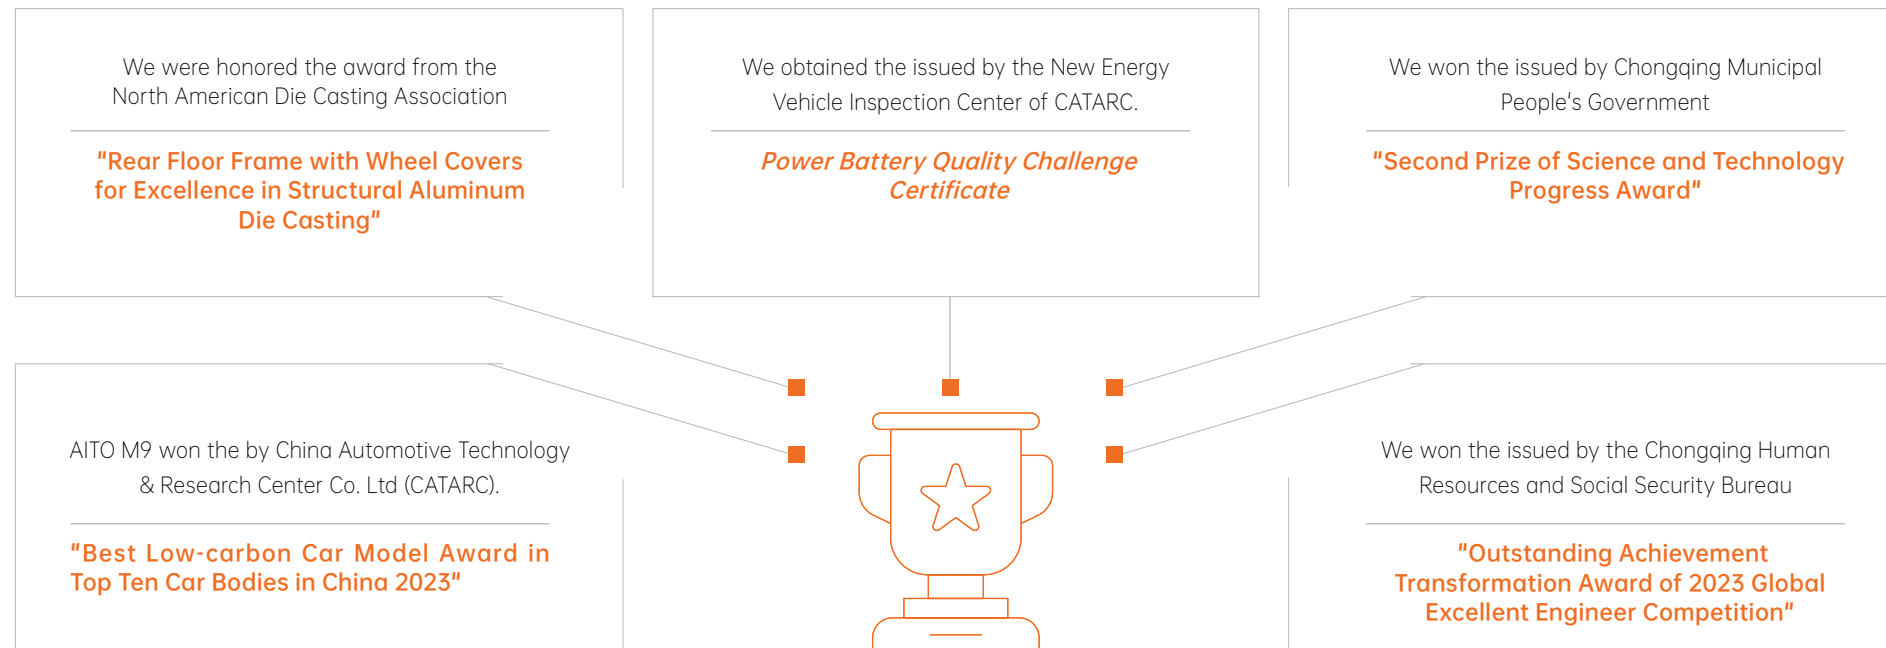 We were honored the award from the
North American Die Casting Association
"Rear Floor Frame with Wheel Covers
for Excellence in Structural Aluminum
Die Casting"
We obtained the issued by the New Energy
Vehicle Inspection Center of CATARC.
Power Battery Quality Challenge
Certificate
We won the issued by Chongqing Municipal
People's Government
"Second Prize of Science and Technology
Progress Award"
AITO M9 won the by China Automotive Technology
& Research Center Co. Ltd (CATARC).
"Best Low-carbon Car Model Award in
Top Ten Car Bodies in China 2023"
We won the issued by the Chongqing Human
Resources and Social Security Bureau
"Outstanding Achievement
Transformation Award of 2023 Global
Excellent Engineer Competition"